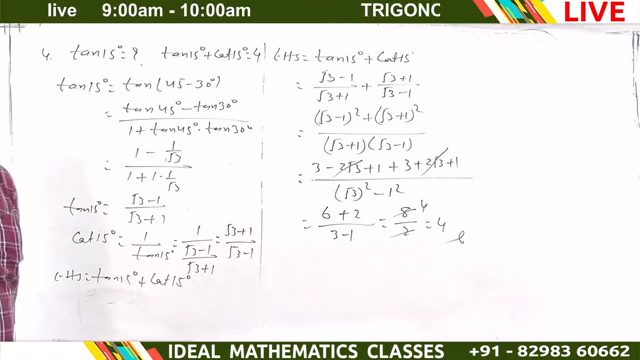 live 9:00am - 10:00am TRIGONO LIVE
4. tan15°=? tan15°+Cot15°=4
tan15° = tan(45-30°)
= (tan45° - tan30°)/(1+tan45°·tan30°)
= (1 - 1/√3)/(1+1·1/√3)
tan15° = (√3-1)/(√3+1)
Cot15° = 1/tan15° = 1/((√3-1)/(√3+1)) = (√3+1)/(√3-1)
LHS = tan15° + Cot15°
LHS = tan15° + Cot15
= (√3-1)/(√3+1) + (√3+1)/(√3-1)
= ((√3-1)² + (√3+1)²)/((√3+1)(√3-1))
= (3-2√3+1+3+2√3+1)/((√3)²-1²)
= (6+2)/(3-1) = 8/2 4 = 4
IDEAL MATHEMATICS CLASSES +91 - 82983 60662